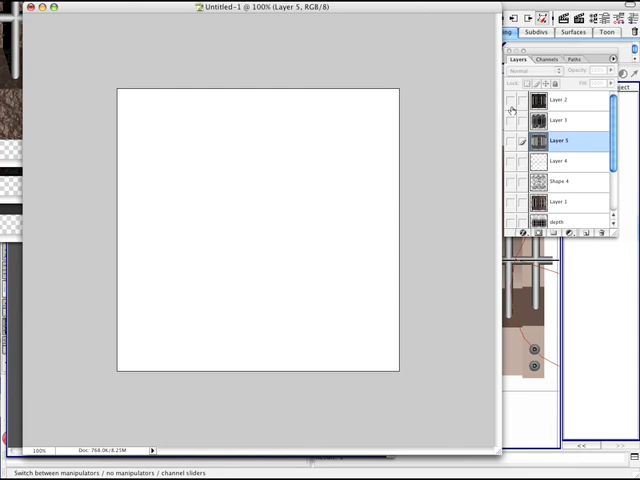 Untitled-1 @ 100% (Layer 5, RGB/8)
Subdivs Surfaces Toon
Layers Channels Paths
Normal Opacity:
Lock: Fill:
Layer 2
Layer 3
Layer 5
Layer 4
Shape 4
Layer 1
depth
100% Doc: 768.0K/8.25M
Switch between manipulators / no manipulators / channel sliders